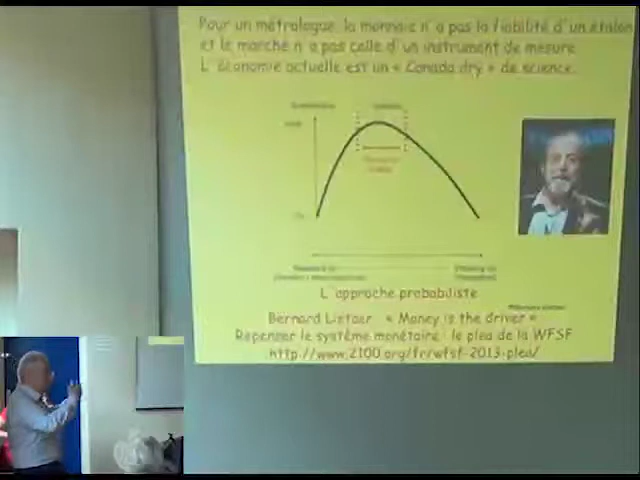 Pour un métrologue, la monnaie n'a pas la fiabilité d'un étalon
et le marché n'a pas celle d'un instrument de mesure
L'économie actuelle est un « Canada dry » de science.
L'approche probabiliste
Bernard Lietaer « Money is the driver »
Repenser le système monétaire : le plea de la WFSF
http://www.2100.org/fr/wfsf-2013-plea/